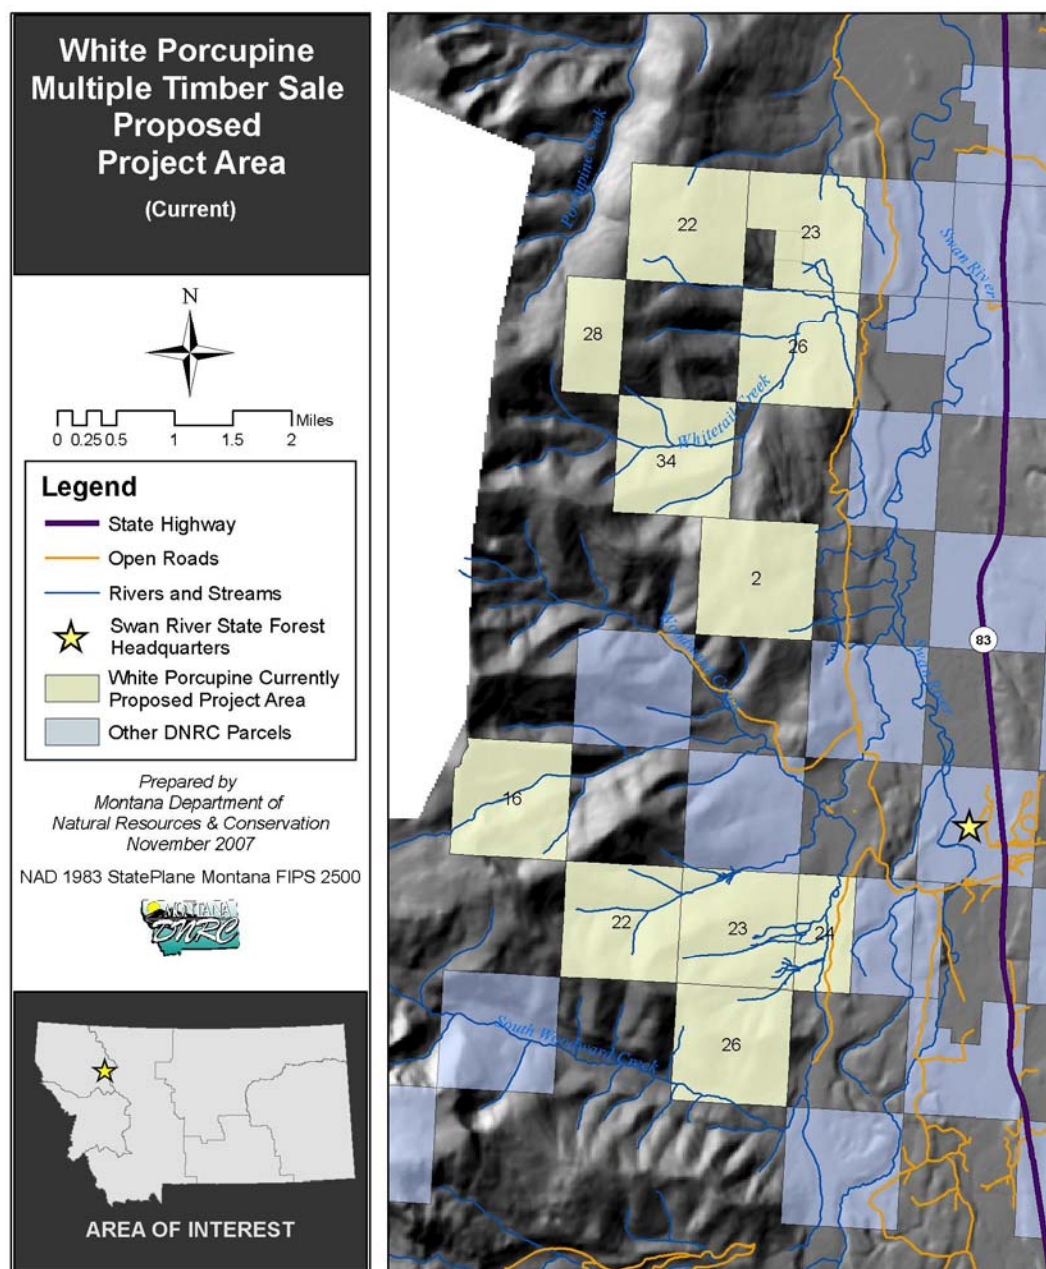 White Porcupine
Multiple Timber Sale
Proposed
Project Area
(Current)
N
Miles
0 0.25 0.5 1 1.5 2
Legend
State Highway
Open Roads
Rivers and Streams
Swan River State Forest
Headquarters
White Porcupine Currently
Proposed Project Area
Other DNRC Parcels
Prepared by
Montana Department of
Natural Resources & Conservation
November 2007
NAD 1983 StatePlane Montana FIPS 2500
MONTANA
DNRC
AREA OF INTEREST
Porcupine Creek
22
23
Swan River
28
26
Whiterail Creek
34
2
Woodward Creek
83
Swan River
16
22
23
24
South Woodward Creek
26